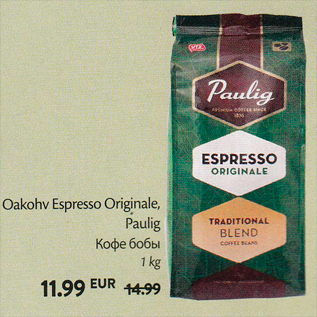 UTZ
Paulig
PREMIUM COFFEE SINCE
1876
ESPRESSO
ORIGINALE
TRADITIONAL
BLEND
COFFEE BEANS
Oakohv Espresso Originale,
Paulig
Кофе бобы
1 kg
11.99 EUR 14.99